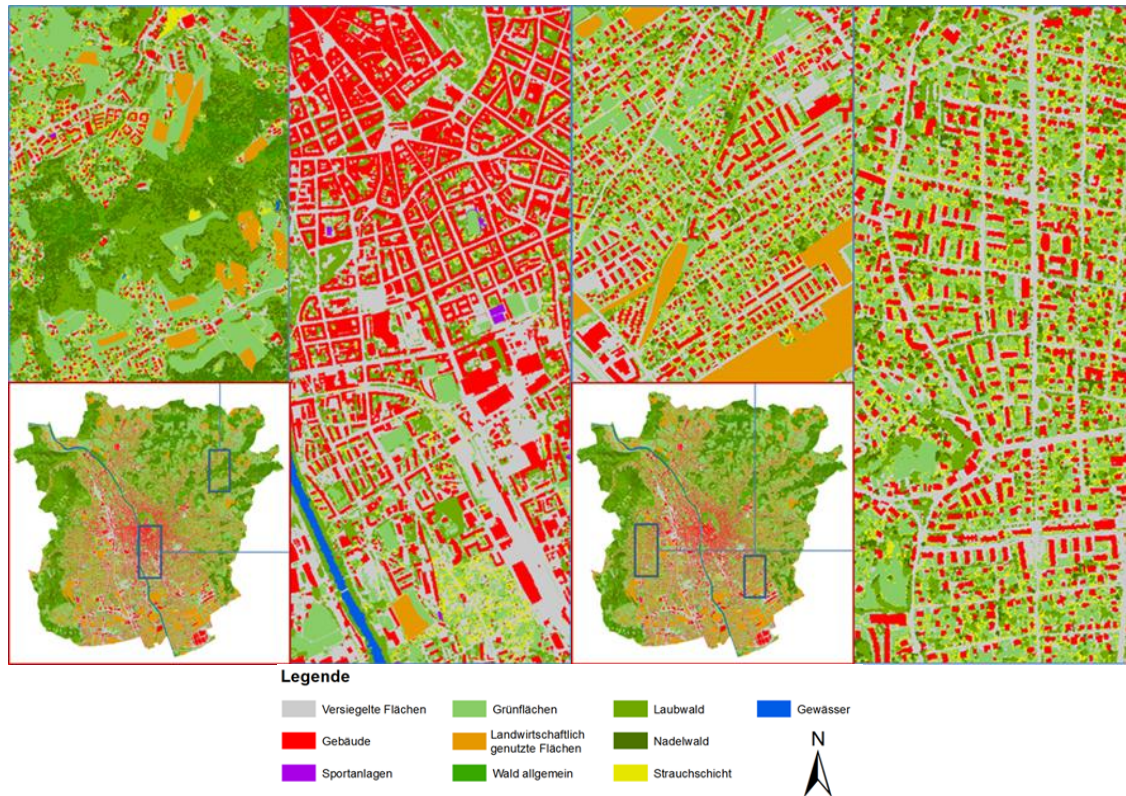 Legende
Versiegelte Flächen
Grünflächen
Laubwald
Gewässer
Gebäude
Landwirtschaftlich
genutzte Flächen
Nadelwald
Sportanlagen
Wald allgemein
Strauchschicht
N